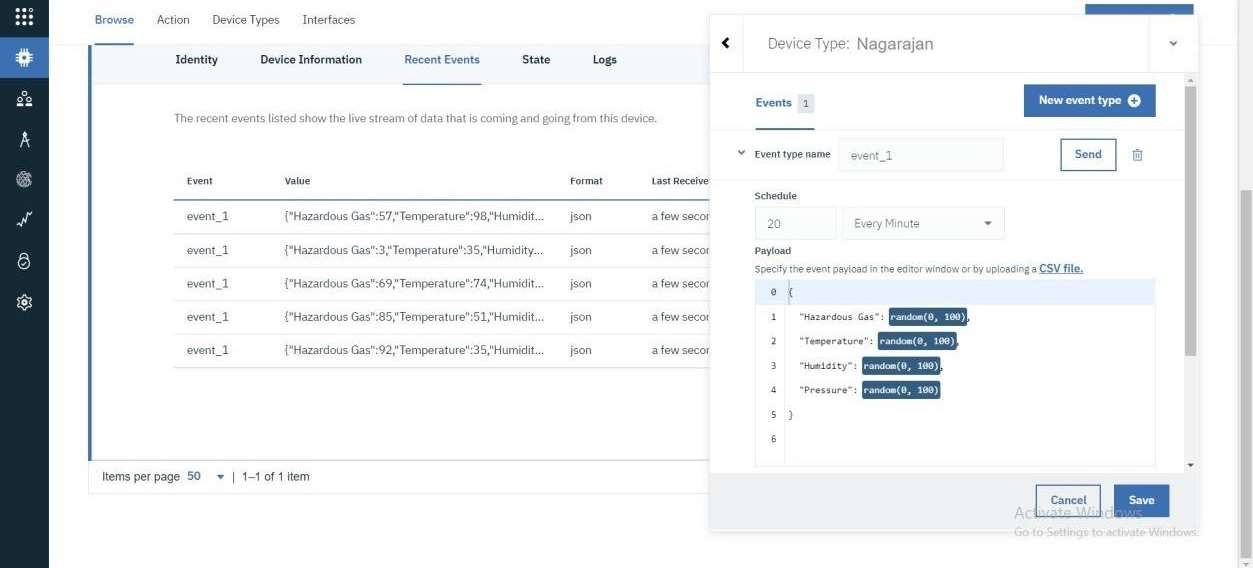 Browse Action Device Types Interfaces
Identity Device Information Recent Events State Logs
The recent events listed show the live stream of data that is coming and going from this device.
Event Value Format Last Receive
event_1 {"Hazardous Gas":57,"Temperature":98,"Humidit... json a few secor
event_1 {"Hazardous Gas":3,"Temperature":35,"Humidity... json a few secor
event_1 {"Hazardous Gas":69,"Temperature":74,"Humidit... json a few secor
event_1 {"Hazardous Gas":85,"Temperature":51,"Humidit... json a few secor
event_1 {"Hazardous Gas":92,"Temperature":35,"Humidit... json a few secor
Items per page 50 | 1–1 of 1 item
Device Type: Nagarajan
Events 1
New event type
Event type name event_1 Send
Schedule
20 Every Minute
Payload
Specify the event payload in the editor window or by uploading a CSV file.
0 {
1 "Hazardous Gas": random(0, 100),
2 "Temperature": random(0, 100),
3 "Humidity": random(0, 100),
4 "Pressure": random(0, 100)
5 }
6
Cancel Save
Activate Windows
Go to Settings to activate Windows.